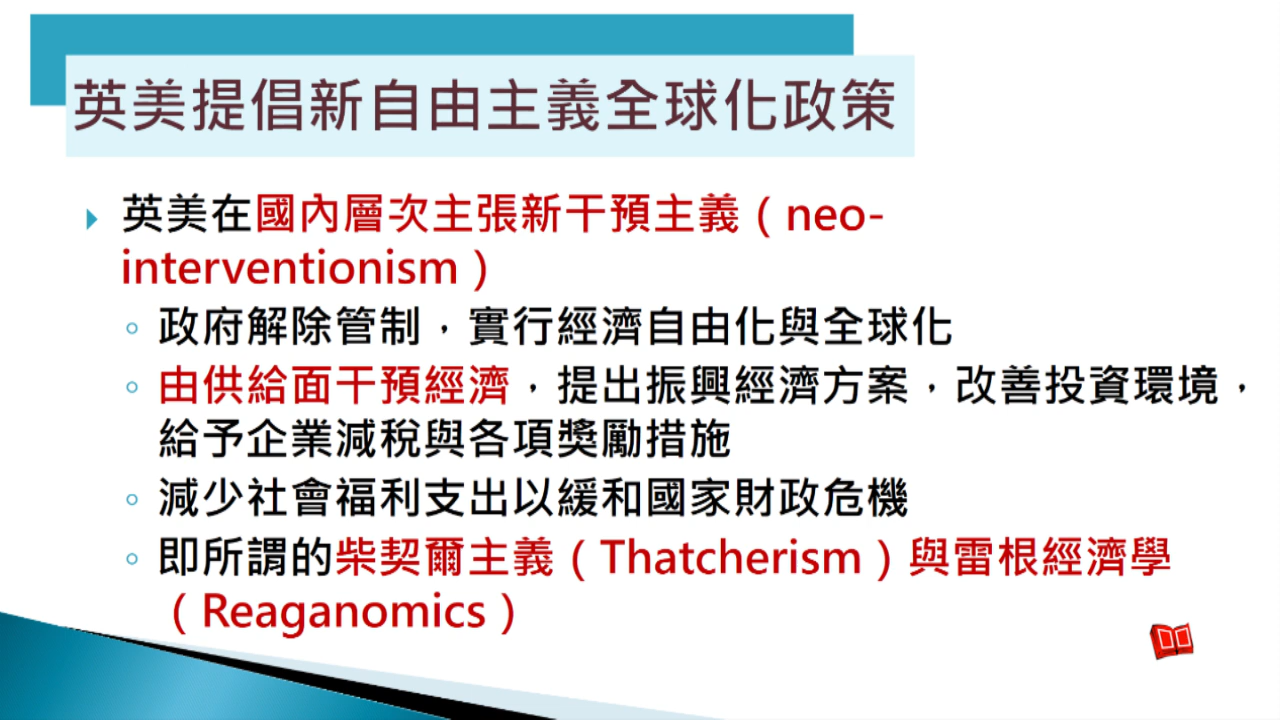 英美提倡新自由主義全球化政策
英美在國內層次主張新干預主義（neo-
interventionism）
政府解除管制，實行經濟自由化與全球化
由供給面干預經濟，提出振興經濟方案，改善投資環境，
給予企業減稅與各項獎勵措施
減少社會福利支出以緩和國家財政危機
即所謂的柴契爾主義（Thatcherism）與雷根經濟學
（Reaganomics）